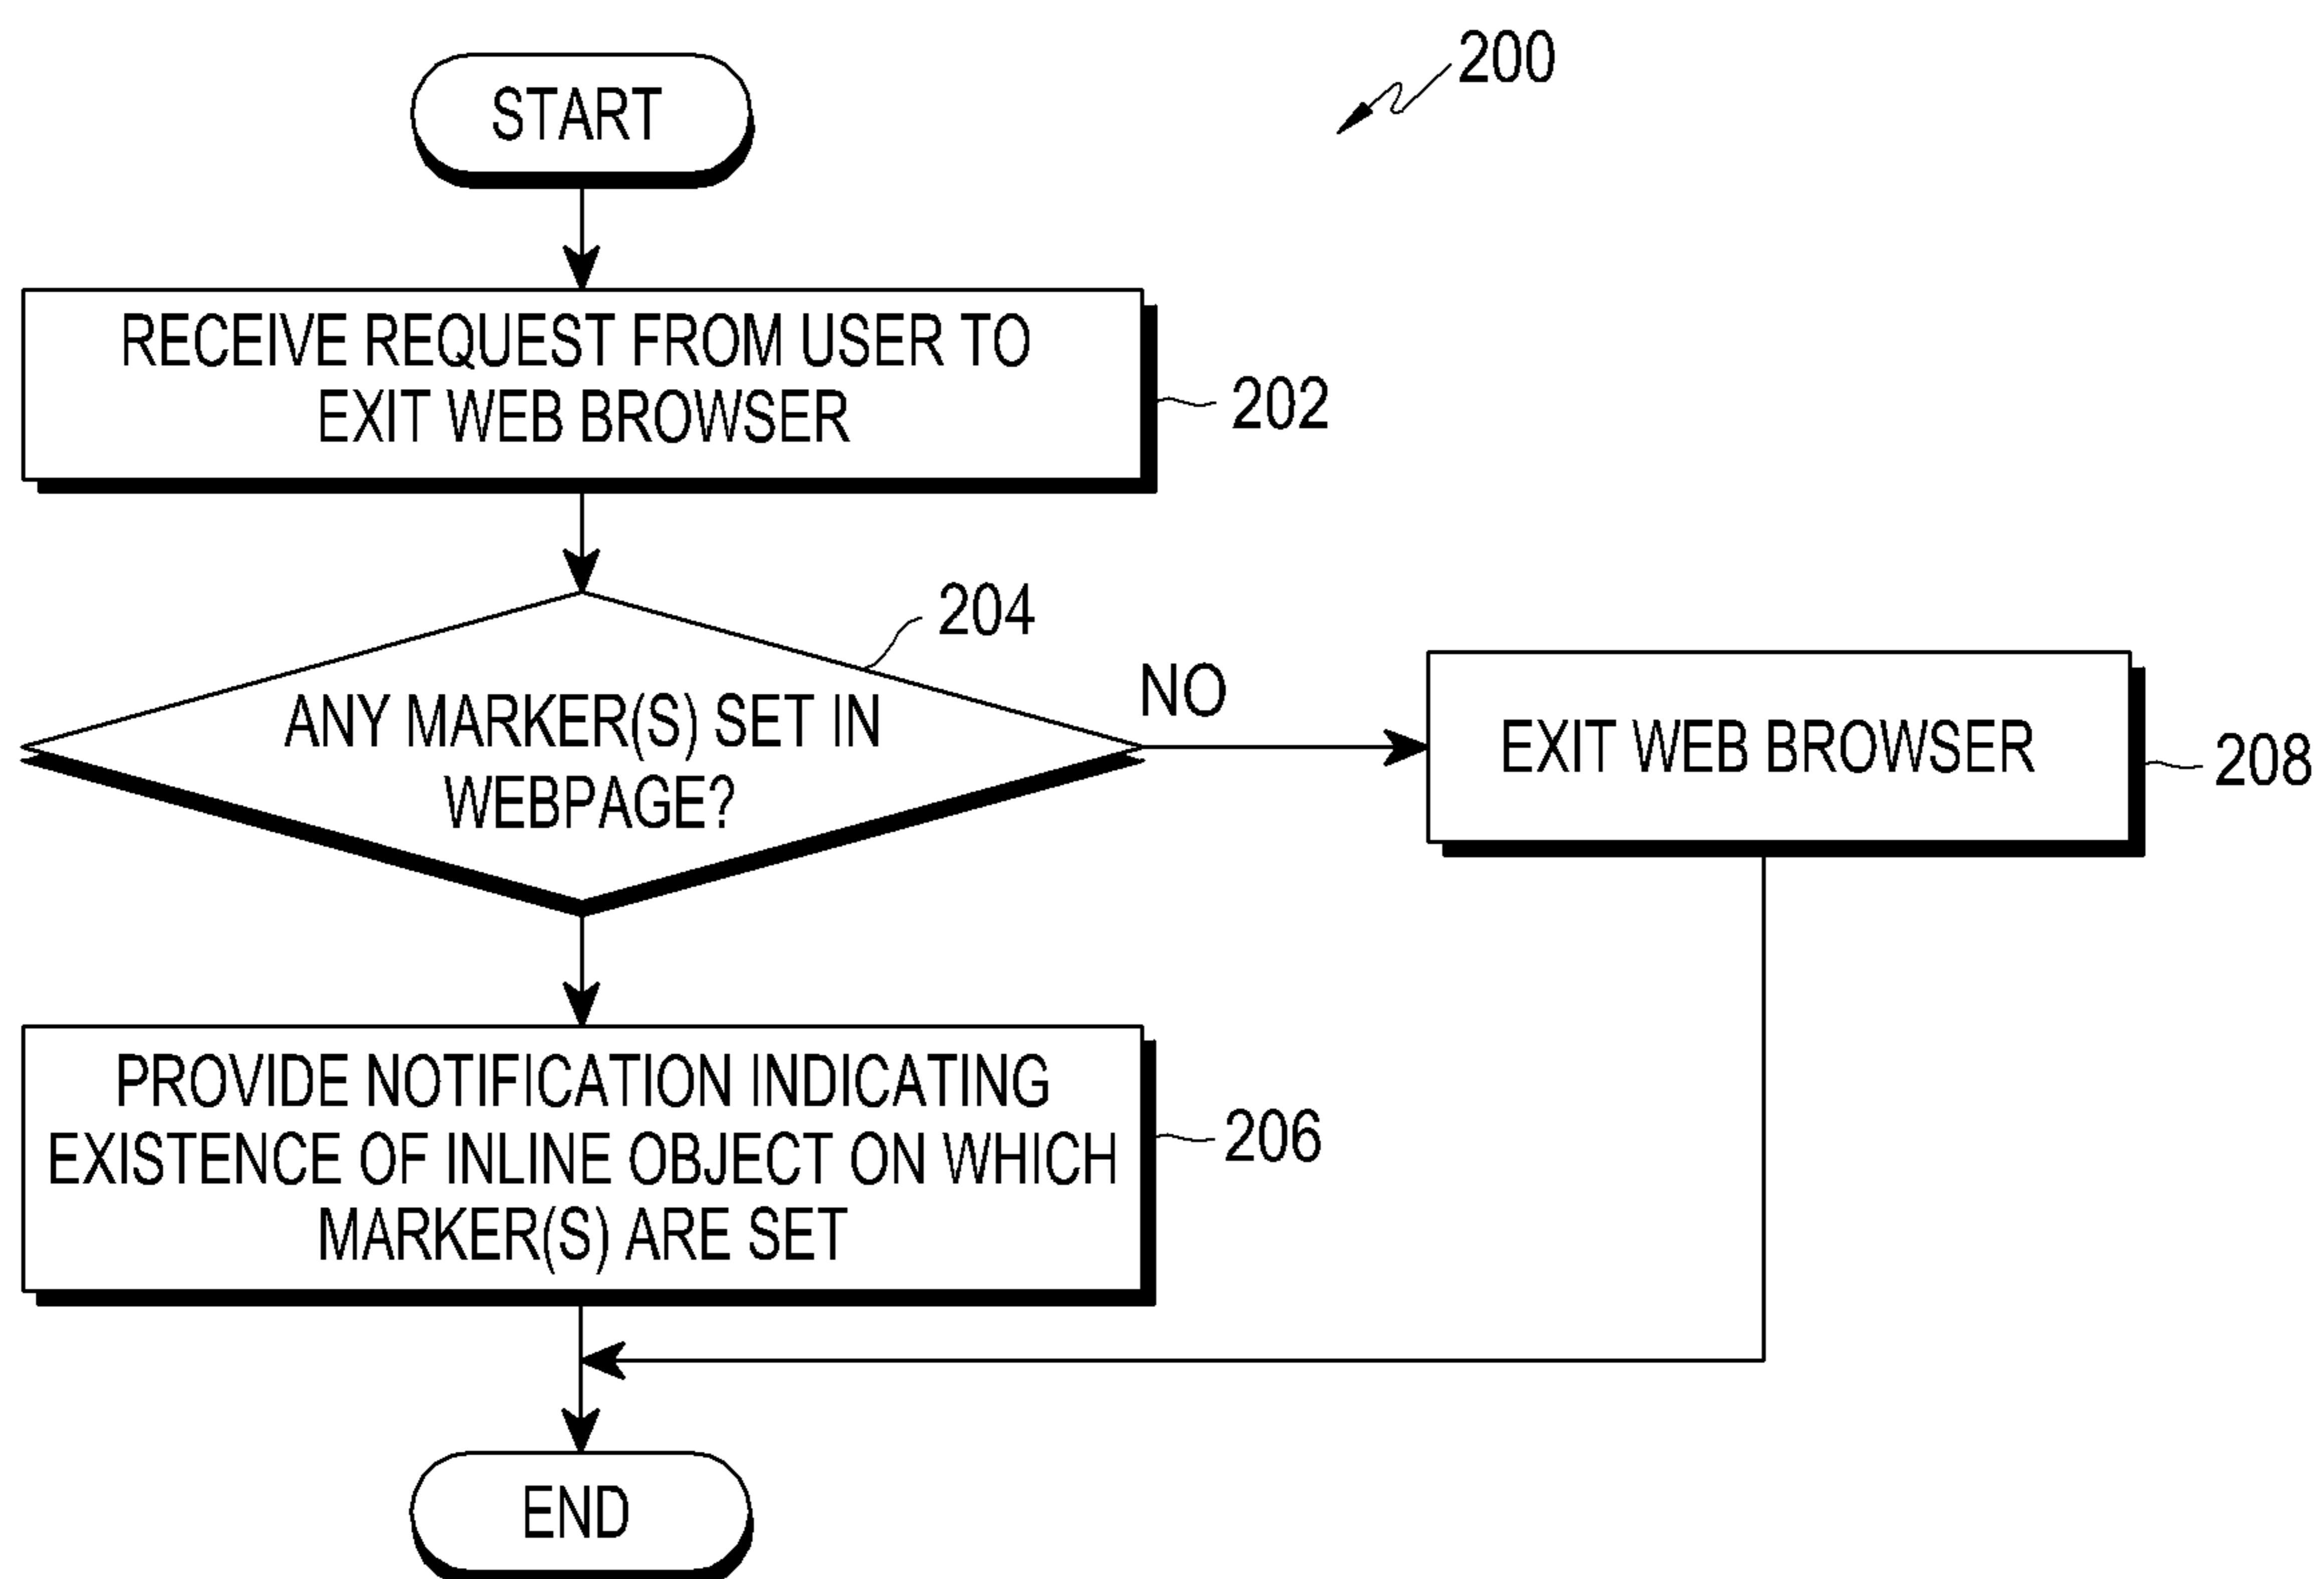 START
200
RECEIVE REQUEST FROM USER TO
EXIT WEB BROWSER
202
204
ANY MARKER(S) SET IN
WEBPAGE?
NO
EXIT WEB BROWSER
208
PROVIDE NOTIFICATION INDICATING
EXISTENCE OF INLINE OBJECT ON WHICH
MARKER(S) ARE SET
206
END